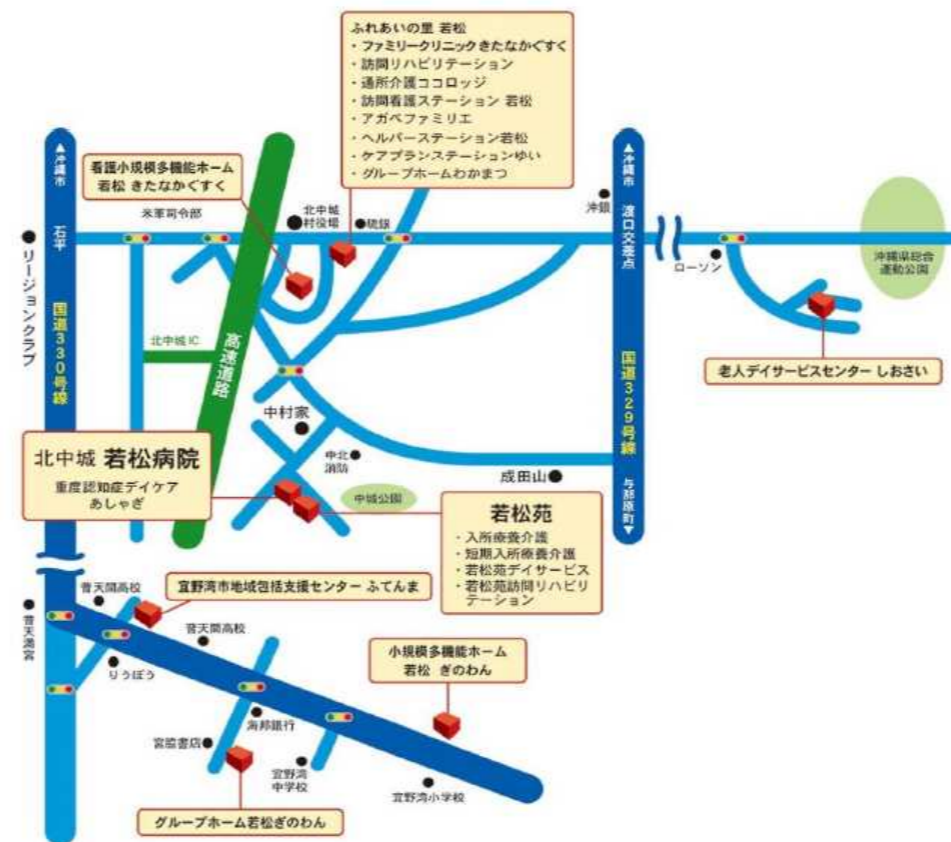 ふれあいの里 若松
・ファミリークリニックきたなかぐすく
・訪問リハビリテーション
・通所介護ココロッジ
・訪問看護ステーション 若松
・アガペファミリエ
・ヘルパーステーション若松
・ケアプランステーションゆい
・グループホームわかまつ
看護小規模多機能ホーム
若松 きたなかぐすく
▲沖縄市
石平
国道330号線
リージョンクラブ
米軍司令部
北中城
村役場
琉銀
沖銀
▲沖縄市
渡口交差点
国道329号線
与那原町▼
ローソン
沖縄県総合
運動公園
老人デイサービスセンター しおさい
北中城IC
高速道路
中村家
中北
消防
成田山
中城公園
北中城 若松病院
重度認知症デイケア
あしゃぎ
若松苑
・入所療養介護
・短期入所療養介護
・若松苑デイサービス
・若松苑訪問リハビリ
テーション
普天満宮
普天間高校
宜野湾市地域包括支援センター ふてんま
普天間高校
りうぼう
小規模多機能ホーム
若松 ぎのわん
海邦銀行
宮脇書店
宜野湾
中学校
宜野湾小学校
グループホーム若松ぎのわん